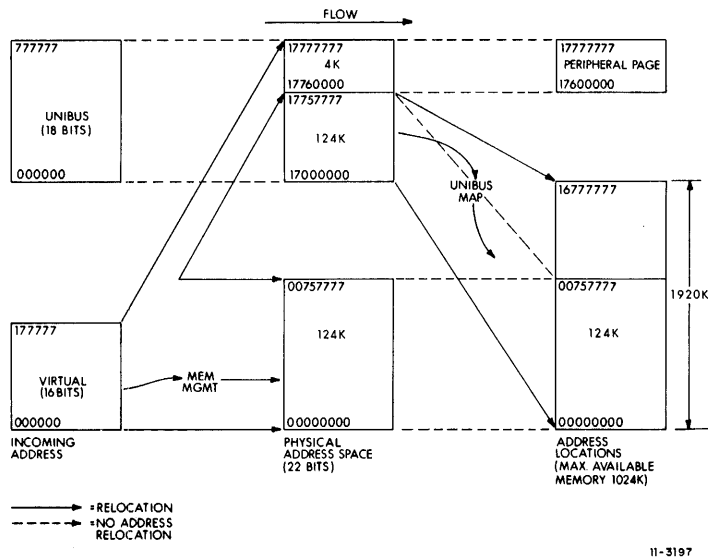 FLOW
777777
UNIBUS
(18 BITS)
000000
17777777
4K
17760000
17757777
124K
17000000
17777777
PERIPHERAL PAGE
17600000
UNIBUS
MAP
16777777
1920K
00757777
124K
00000000
00757777
124K
00000000
177777
VIRTUAL
(16 BITS)
000000
MEM
MGMT
INCOMING
ADDRESS
PHYSICAL
ADDRESS SPACE
(22 BITS)
ADDRESS
LOCATIONS
(MAX. AVAILABLE
MEMORY 1024K)
=RELOCATION
=NO ADDRESS
RELOCATION
11-3197